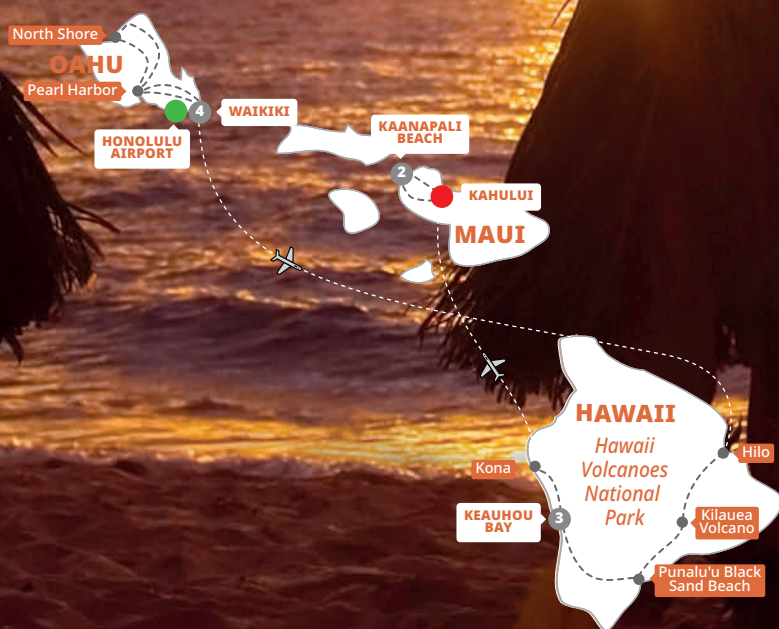 North Shore
OAHU
Pearl Harbor
4
WAIKIKI
HONOLULU
AIRPORT
KAANAPALI
BEACH
2
KAHULUI
MAUI
HAWAII
Hawaii
Volcanoes
National
Park
Hilo
Kona
KEAUHOU
BAY
3
Kilauea
Volcano
Punalu'u Black
Sand Beach